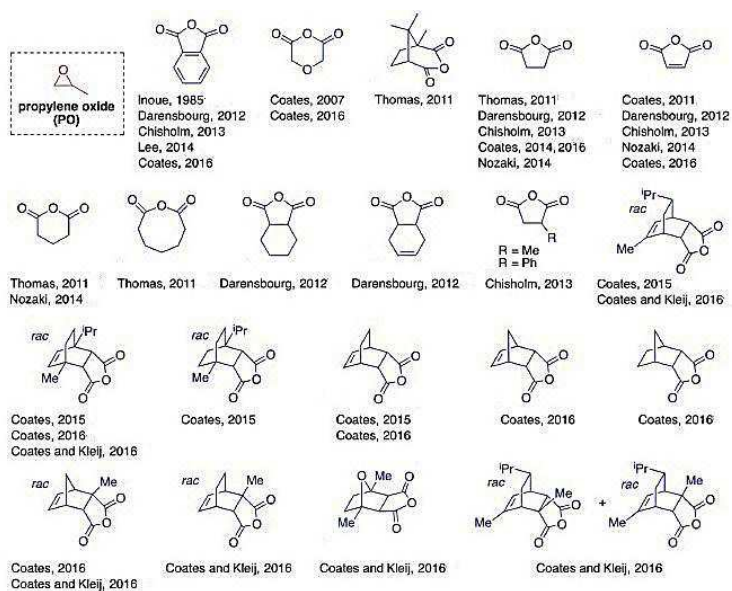 propylene oxide
(PO)
Inoue, 1985
Darensbourg, 2012
Chisholm, 2013
Lee, 2014
Coates, 2016
Coates, 2007
Coates, 2016
Thomas, 2011
Thomas, 2011
Darensbourg, 2012
Chisholm, 2013
Coates, 2014, 2016
Nozaki, 2014
Coates, 2011
Darensbourg, 2012
Chisholm, 2013
Nozaki, 2014
Coates, 2016
Thomas, 2011
Nozaki, 2014
Thomas, 2011
Darensbourg, 2012
Darensbourg, 2012
R
R = Me
R = Ph
Chisholm, 2013
iPr
rac
Me
Coates, 2015
Coates and Kleij, 2016
rac
iPr
Me
Coates, 2015
Coates, 2016
Coates and Kleij, 2016
rac
iPr
Me
Coates, 2015
Coates, 2015
Coates, 2016
Coates, 2016
Coates, 2016
rac
Me
Coates, 2016
Coates and Kleij, 2016
rac
Me
Coates and Kleij, 2016
Me
Me
Coates and Kleij, 2016
iPr
rac
Me
Me
+
iPr
rac
Me
Me
Coates and Kleij, 2016